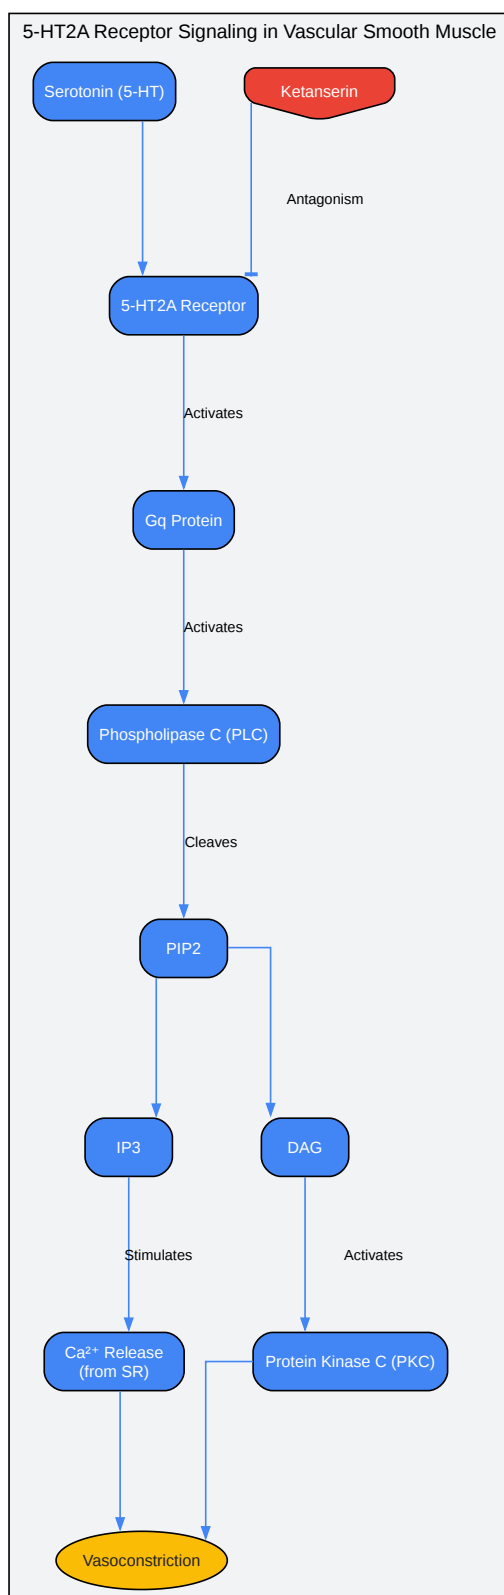 5-HT2A Receptor Signaling in Vascular Smooth Muscle
Serotonin (5-HT)
Ketanserin
Antagonism
5-HT2A Receptor
Activates
Gq Protein
Activates
Phospholipase C (PLC)
Cleaves
PIP2
IP3
DAG
Stimulates
Activates
Ca²⁺ Release
(from SR)
Protein Kinase C (PKC)
Vasoconstriction